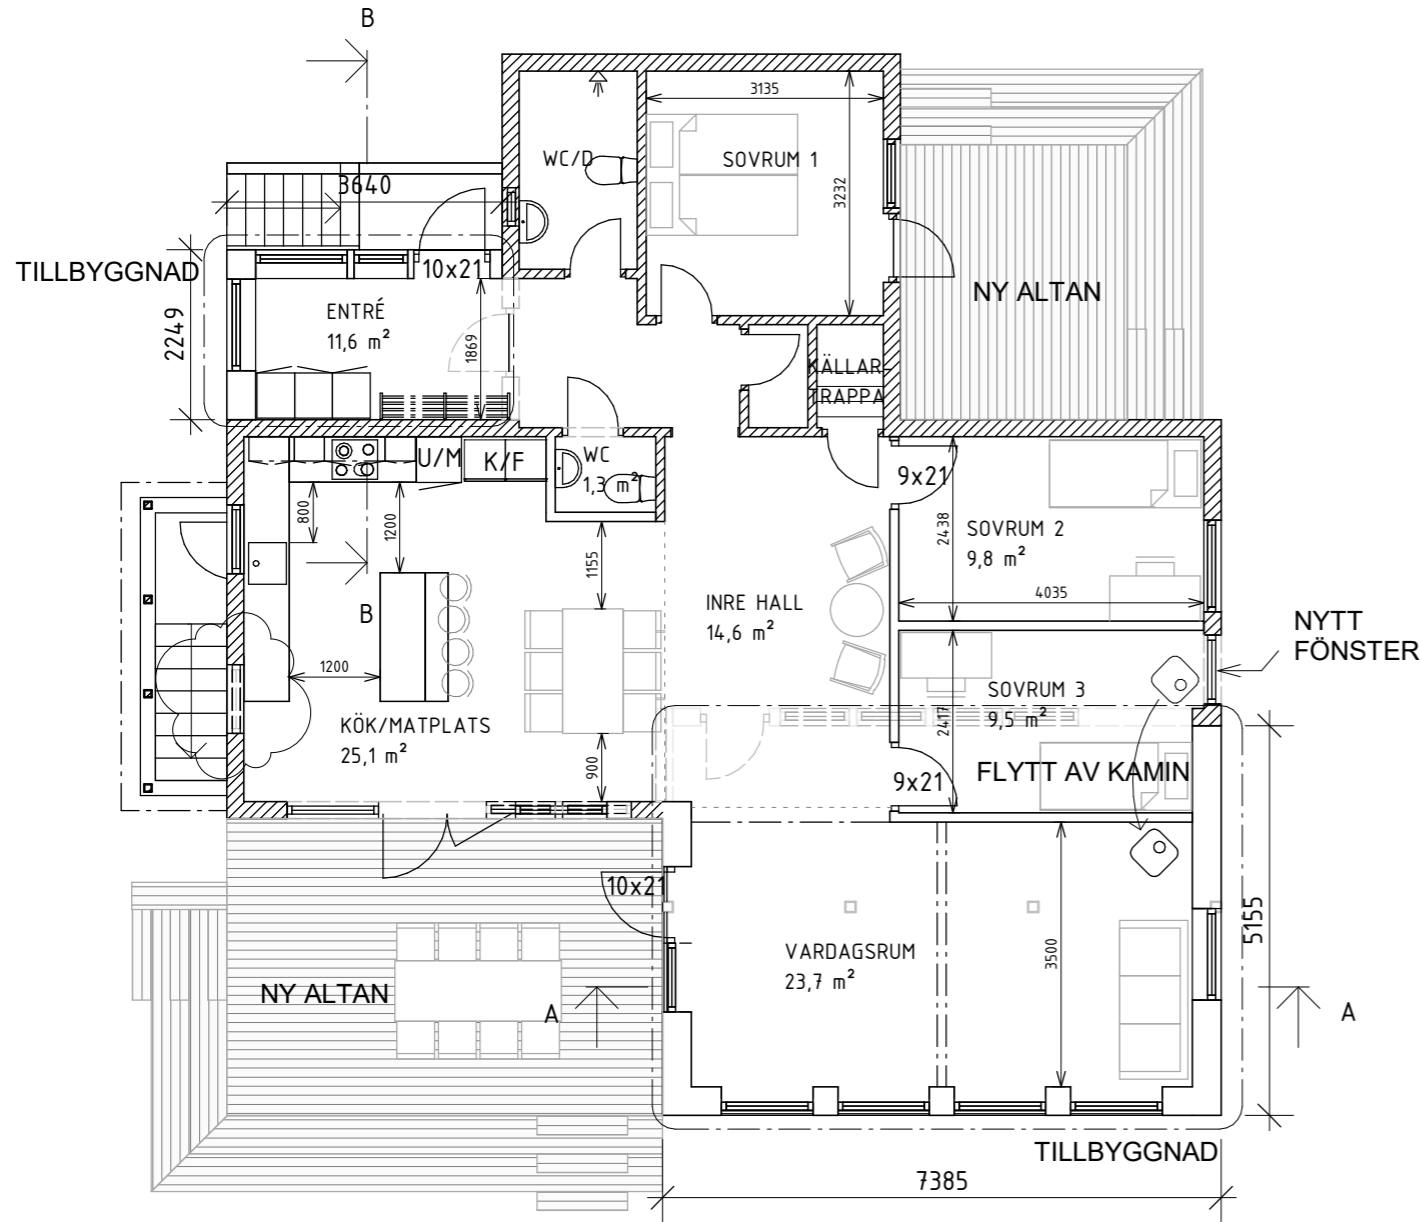 B
3135
WC/D
SOVRUM 1
3640
3232
TILLBYGGNAD
10x21
NY ALTAN
ENTRÉ
11,6 m²
2249
1869
KÄLLAR
TRAPPA
U/M
K/F
WC
1,3 m²
9x21
800
1200
2438
SOVRUM 2
9,8 m²
1155
4035
B
INRE HALL
14,6 m²
NYTT
FÖNSTER
1200
SOVRUM 3
9,5 m²
2417
KÖK/MATPLATS
25,1 m²
900
9x21
FLYTT AV KAMIN
10x21
5155
VARDAGSRUM
23,7 m²
3500
NY ALTAN
A
A
TILLBYGGNAD
7385